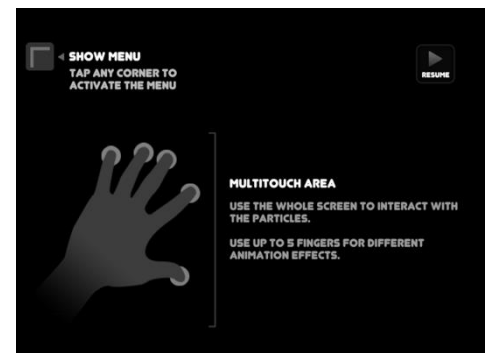 SHOW MENU
TAP ANY CORNER TO
ACTIVATE THE MENU
RESUME
MULTITOUCH AREA
USE THE WHOLE SCREEN TO INTERACT WITH
THE PARTICLES.
USE UP TO 5 FINGERS FOR DIFFERENT
ANIMATION EFFECTS.